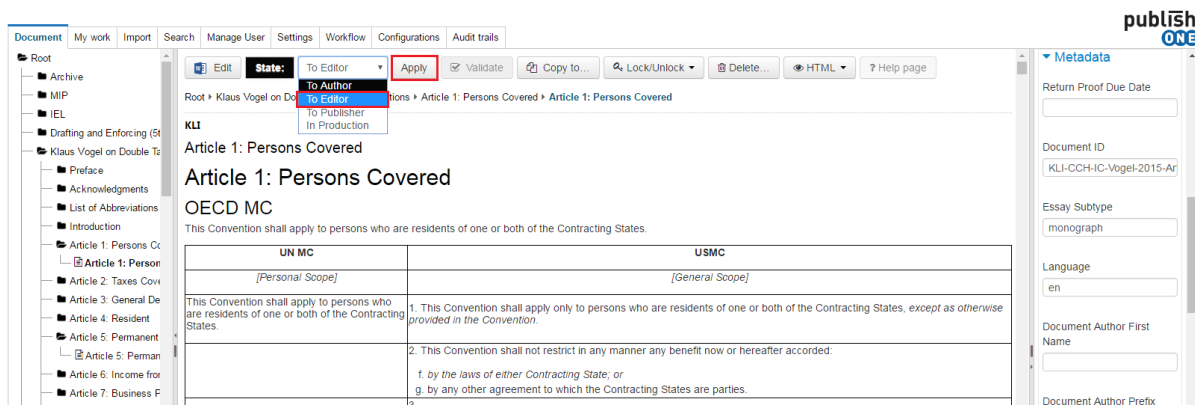 publishONE
Document My work Import Search Manage User Settings Workflow Configurations Audit trails
Root
Archive
MIP
IEL
Drafting and Enforcing (5t
Klaus Vogel on Double Ta
Preface
Acknowledgments
List of Abbreviations
Introduction
Article 1: Persons Co
Article 1: Person
Article 2: Taxes Cove
Article 3: General De
Article 4: Resident
Article 5: Permanent
Article 5: Perman
Article 6: Income fror
Article 7: Business P
Edit State: To Editor Apply Validate Copy to... Lock/Unlock Delete... HTML ? Help page
To Author
To Editor
To Publisher
In Production
Root Klaus Vogel on Do tions Article 1: Persons Covered Article 1: Persons Covered
KLI
Article 1: Persons Covered
Article 1: Persons Covered
OECD MC
This Convention shall apply to persons who are residents of one or both of the Contracting States.
UN MC USMC
[Personal Scope] [General Scope]
This Convention shall apply to persons who
are residents of one or both of the Contracting
States.
1. This Convention shall apply only to persons who are residents of one or both of the Contracting States, except as otherwise
provided in the Convention.
2. This Convention shall not restrict in any manner any benefit now or hereafter accorded:
f. by the laws of either Contracting State; or
g. by any other agreement to which the Contracting States are parties.
3.
Metadata
Return Proof Due Date
Document ID
KLI-CCH-IC-Vogel-2015-Ar
Essay Subtype
monograph
Language
en
Document Author First
Name
Document Author Prefix